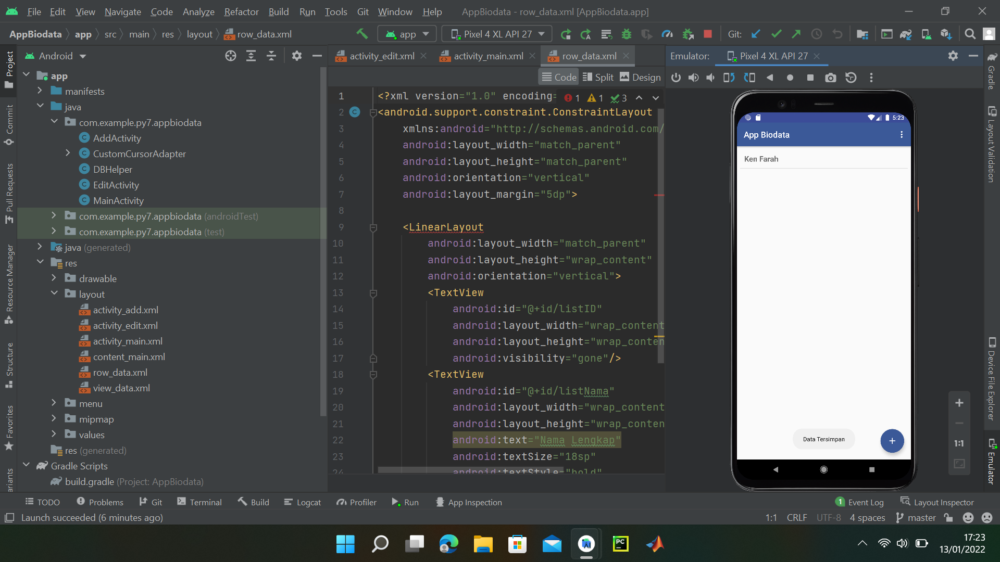 File Edit View Navigate Code Analyze Refactor Build Run Tools Git Window Help AppBiodata - row_data.xml [AppBiodata.app]
AppBiodata app src main res layout row_data.xml app Pixel 4 XL API 27 Git:
Project
Commit
Pull Requests
Resource Manager
Structure
Favorites
Android
app
manifests
java
com.example.py7.appbiodata
AddActivity
CustomCursorAdapter
DBHelper
EditActivity
MainActivity
com.example.py7.appbiodata (androidTest)
com.example.py7.appbiodata (test)
java (generated)
res
drawable
layout
activity_add.xml
activity_edit.xml
activity_main.xml
content_main.xml
row_data.xml
view_data.xml
menu
mipmap
values
res (generated)
Gradle Scripts
build.gradle (Project: AppBiodata)
activity_edit.xml activity_main.xml row_data.xml
Code Split Design
1 1 3
1 <?xml version="1.0" encoding=
2 <android.support.constraint.ConstraintLayout
3 xmlns:android="http://schemas.android.com/
4 android:layout_width="match_parent"
5 android:layout_height="match_parent"
6 android:orientation="vertical"
7 android:layout_margin="5dp">
8
9 <LinearLayout
10 android:layout_width="match_parent"
11 android:layout_height="wrap_content"
12 android:orientation="vertical">
13 <TextView
14 android:id="@+id/listID"
15 android:layout_width="wrap_content
16 android:layout_height="wrap_conten
17 android:visibility="gone"/>
18 <TextView
19 android:id="@+id/listNama"
20 android:layout_width="wrap_content
21 android:layout_height="wrap_conten
22 android:text="Nama Lengkap"
23 android:textSize="18sp"
24 android:textStyle="bold"
Emulator: Pixel 4 XL API 27
5:23
App Biodata
Ken Farah
Data Tersimpan
+
1:1
Gradle
Layout Validation
Device File Explorer
Emulator
TODO Problems Git Terminal Build Logcat Profiler Run App Inspection 1 Event Log Layout Inspector
Launch succeeded (6 minutes ago) 1:1 CRLF UTF-8 4 spaces master
PC
17:23
13/01/2022